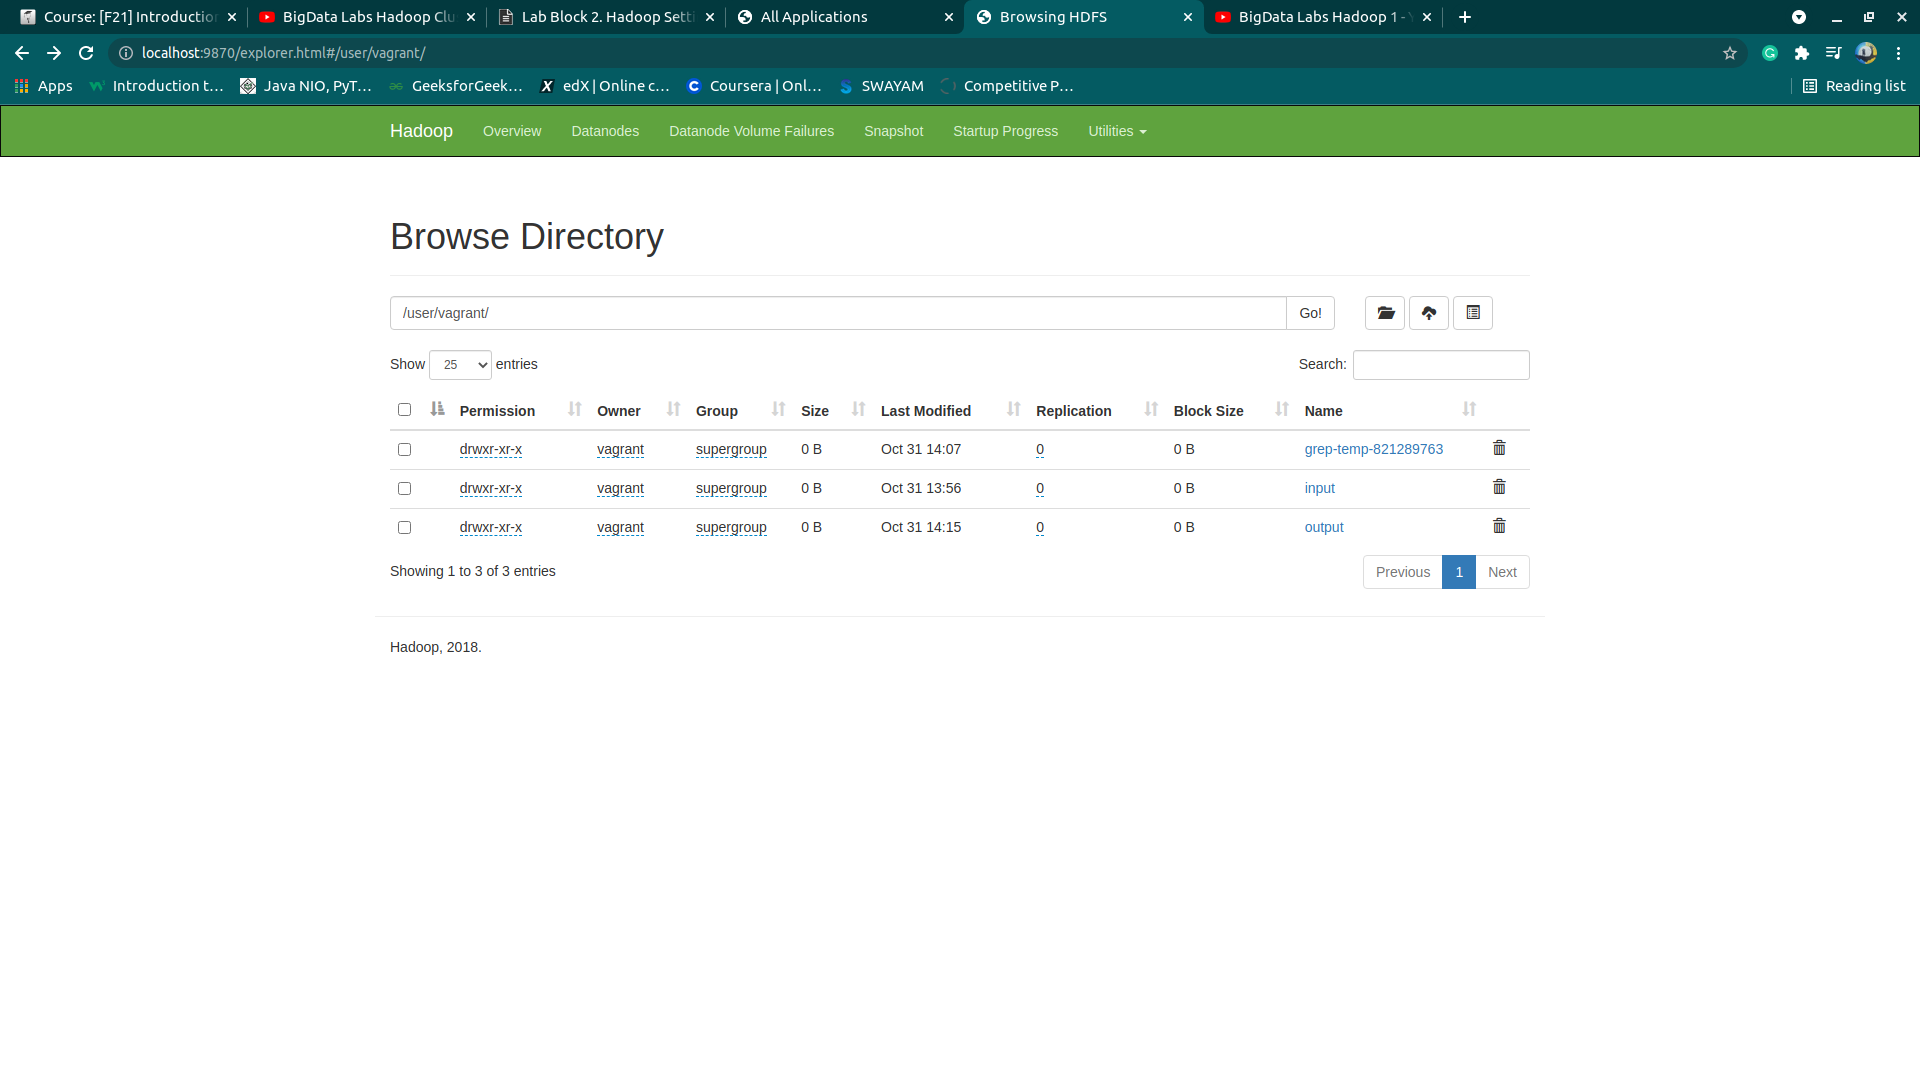 Course: [F21] Introduction
BigData Labs Hadoop Clu
Lab Block 2. Hadoop Setti
All Applications
Browsing HDFS
BigData Labs Hadoop 1 - Y
localhost:9870/explorer.html#/user/vagrant/
Apps
Introduction t…
Java NIO, PyT…
GeeksforGeek…
edX | Online c…
Coursera | Onl…
SWAYAM
Competitive P…
Reading list
Hadoop Overview Datanodes Datanode Volume Failures Snapshot Startup Progress Utilities
Browse Directory
/user/vagrant/ Go!
Show 25 entries Search:
Permission Owner Group Size Last Modified Replication Block Size Name
drwxr-xr-x vagrant supergroup 0 B Oct 31 14:07 0 0 B grep-temp-821289763
drwxr-xr-x vagrant supergroup 0 B Oct 31 13:56 0 0 B input
drwxr-xr-x vagrant supergroup 0 B Oct 31 14:15 0 0 B output
Showing 1 to 3 of 3 entries Previous 1 Next
Hadoop, 2018.